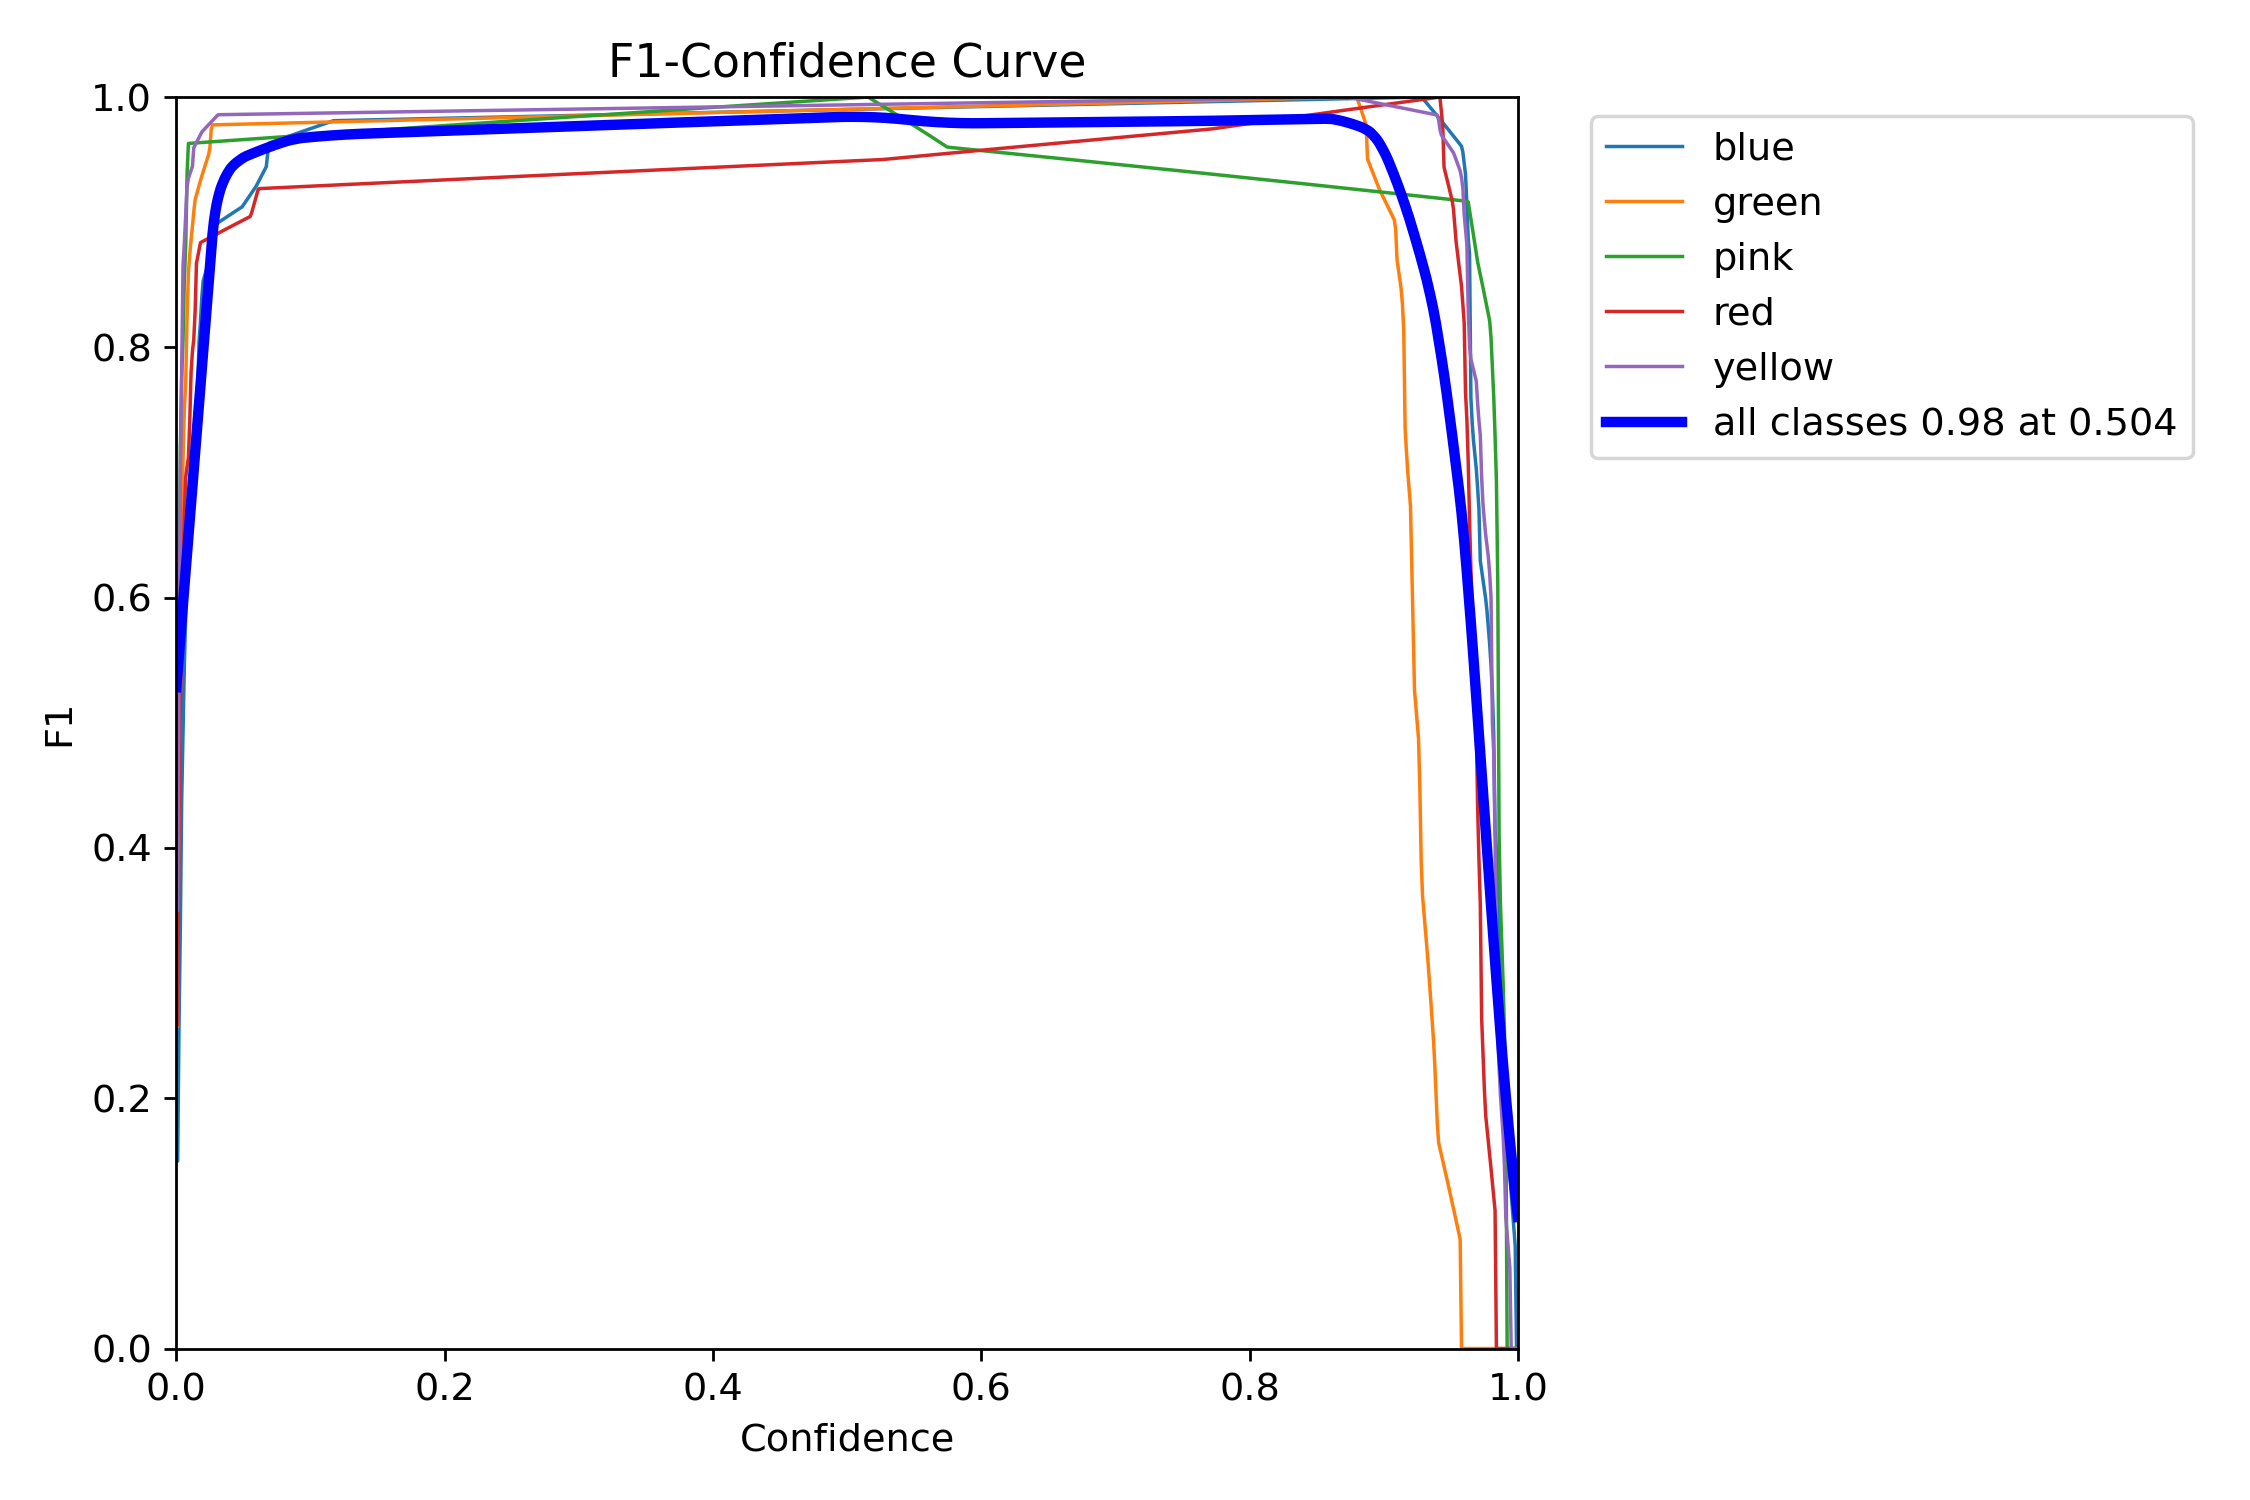 F1-Confidence Curve
1.0
0.8
0.6
0.4
0.2
0.0
F1
0.0 0.2 0.4 0.6 0.8 1.0
Confidence
blue
green
pink
red
yellow
all classes 0.98 at 0.504